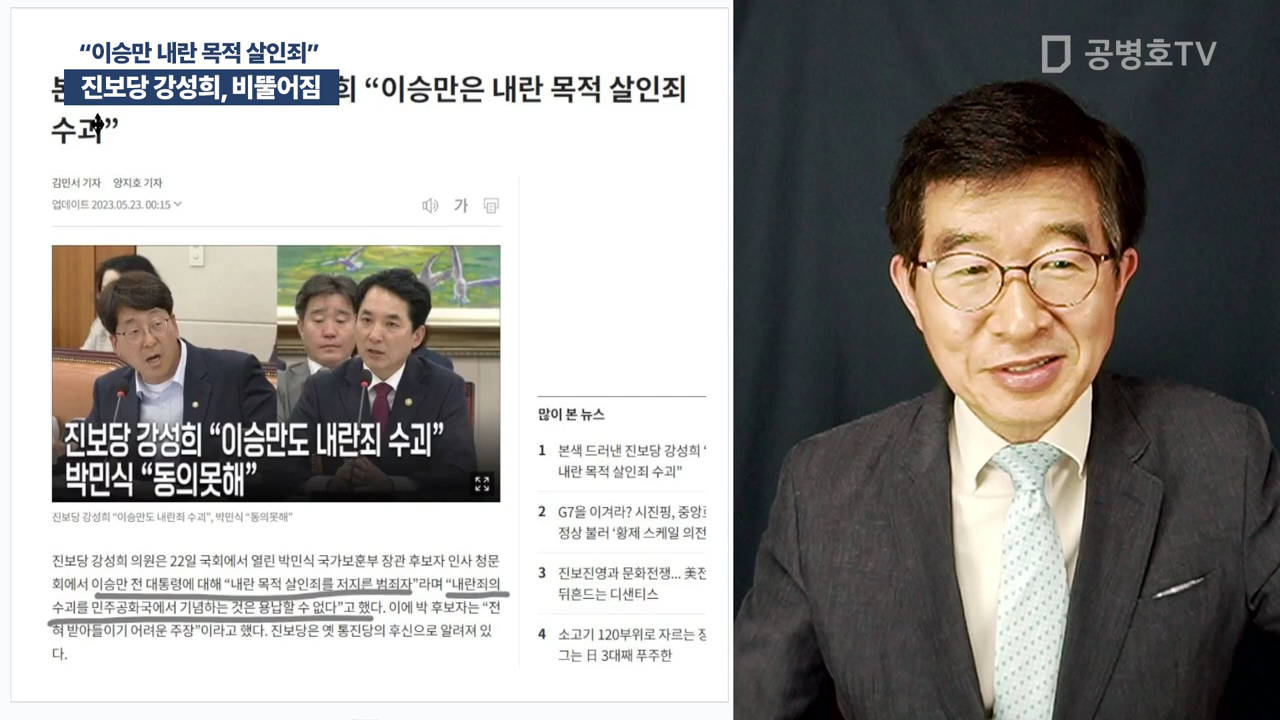 “이승만 내란 목적 살인죄”
진보당 강성희, 비뚤어짐
희 “이승만은 내란 목적 살인죄
수괴”
김민서 기자 양지호 기자
업데이트 2023.05.23. 00:15
가
진보당 강성희 “이승만도 내란죄 수괴”
박민식 “동의못해”
진보당 강성희 “이승만도 내란죄 수괴”, 박민식 “동의못해”
진보당 강성희 의원은 22일 국회에서 열린 박민식 국가보훈부 장관 후보자 인사 청문
회에서 이승만 전 대통령에 대해 “내란 목적 살인죄를 저지른 범죄자”라며 “내란죄의
수괴를 민주공화국에서 기념하는 것은 용납할 수 없다”고 했다. 이에 박 후보자는 “전
혀 받아들이기 어려운 주장”이라고 했다. 진보당은 옛 통진당의 후신으로 알려져 있
다.
많이 본 뉴스
1 본색 드러낸 진보당 강성희 “
내란 목적 살인죄 수괴”
2 G7을 이겨라? 시진핑, 중앙
정상 불러 ‘황제 스케일 의전
3 진보진영과 문화전쟁... 美
뒤흔드는 디샌티스
4 소고기 120부위로 자르는
그는 日 3대째 푸주한
공병호TV